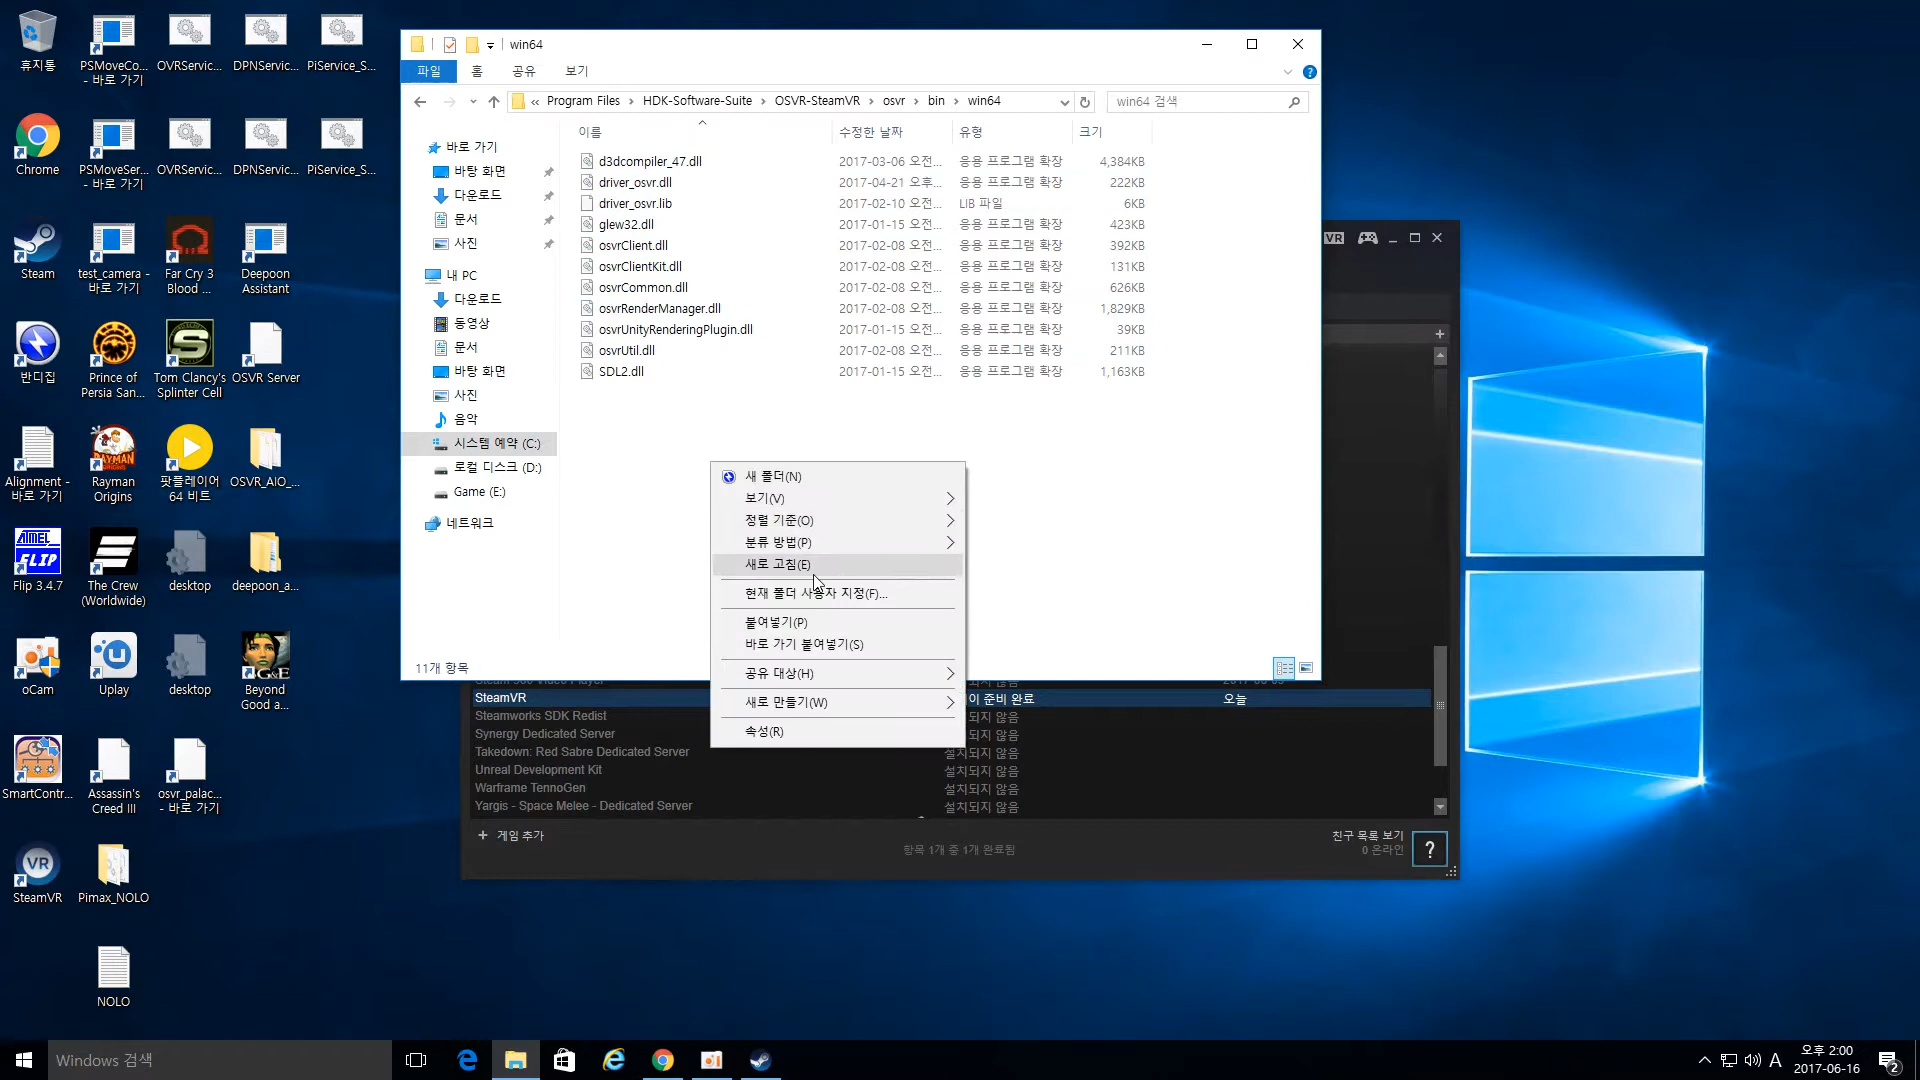 휴지통
PSMoveCo...
- 바로 가기
OVRServic...
DPNServic...
PiService_S...
Chrome
PSMoveSer...
- 바로 가기
OVRServic...
DPNServic...
PiService_S...
Steam
test_camera -
바로 가기
Far Cry 3
Blood ...
Deepoon
Assistant
반디집
Prince of
Persia San...
Tom Clancy's
Splinter Cell
OSVR Server
Alignment -
바로 가기
Rayman
Origins
팟플레이어
64 비트
OSVR_AIO_...
ATMEL
FLIP
Flip 3.4.7
The Crew
(Worldwide)
desktop
deepoon_a...
oCam
Uplay
desktop
Beyond
Good a...
SmartContr...
Assassin's
Creed III
osvr_palac...
- 바로 가기
VR
SteamVR
Pimax_NOLO
NOLO
win64
파일
홈
공유
보기
« Program Files > HDK-Software-Suite > OSVR-SteamVR > osvr > bin > win64
win64 검색
바로 가기
바탕 화면
다운로드
문서
사진
내 PC
다운로드
동영상
문서
바탕 화면
사진
음악
시스템 예약 (C:)
로컬 디스크 (D:)
Game (E:)
네트워크
이름 수정한 날짜 유형 크기
d3dcompiler_47.dll 2017-03-06 오전... 응용 프로그램 확장 4,384KB
driver_osvr.dll 2017-04-21 오후... 응용 프로그램 확장 222KB
driver_osvr.lib 2017-02-10 오전... LIB 파일 6KB
glew32.dll 2017-01-15 오전... 응용 프로그램 확장 423KB
osvrClient.dll 2017-02-08 오전... 응용 프로그램 확장 392KB
osvrClientKit.dll 2017-02-08 오전... 응용 프로그램 확장 131KB
osvrCommon.dll 2017-02-08 오전... 응용 프로그램 확장 626KB
osvrRenderManager.dll 2017-02-08 오전... 응용 프로그램 확장 1,829KB
osvrUnityRenderingPlugin.dll 2017-01-15 오전... 응용 프로그램 확장 39KB
osvrUtil.dll 2017-02-08 오전... 응용 프로그램 확장 211KB
SDL2.dll 2017-01-15 오전... 응용 프로그램 확장 1,163KB
11개 항목
새 폴더(N)
보기(V)
정렬 기준(O)
분류 방법(P)
새로 고침(E)
현재 폴더 사용자 지정(F)...
붙여넣기(P)
바로 가기 붙여넣기(S)
공유 대상(H)
새로 만들기(W)
속성(R)
VR
SteamVR 이 준비 완료 오늘
Steamworks SDK Redist 되지 않음
Synergy Dedicated Server 되지 않음
Takedown: Red Sabre Dedicated Server 설치되지 않음
Unreal Development Kit 설치되지 않음
Warframe TennoGen 설치되지 않음
Yargis - Space Melee - Dedicated Server 설치되지 않음
+ 게임 추가
항목 1개 중 1개 완료됨
친구 목록 보기
0 온라인
?
Windows 검색
A
오후 2:00
2017-06-16
2